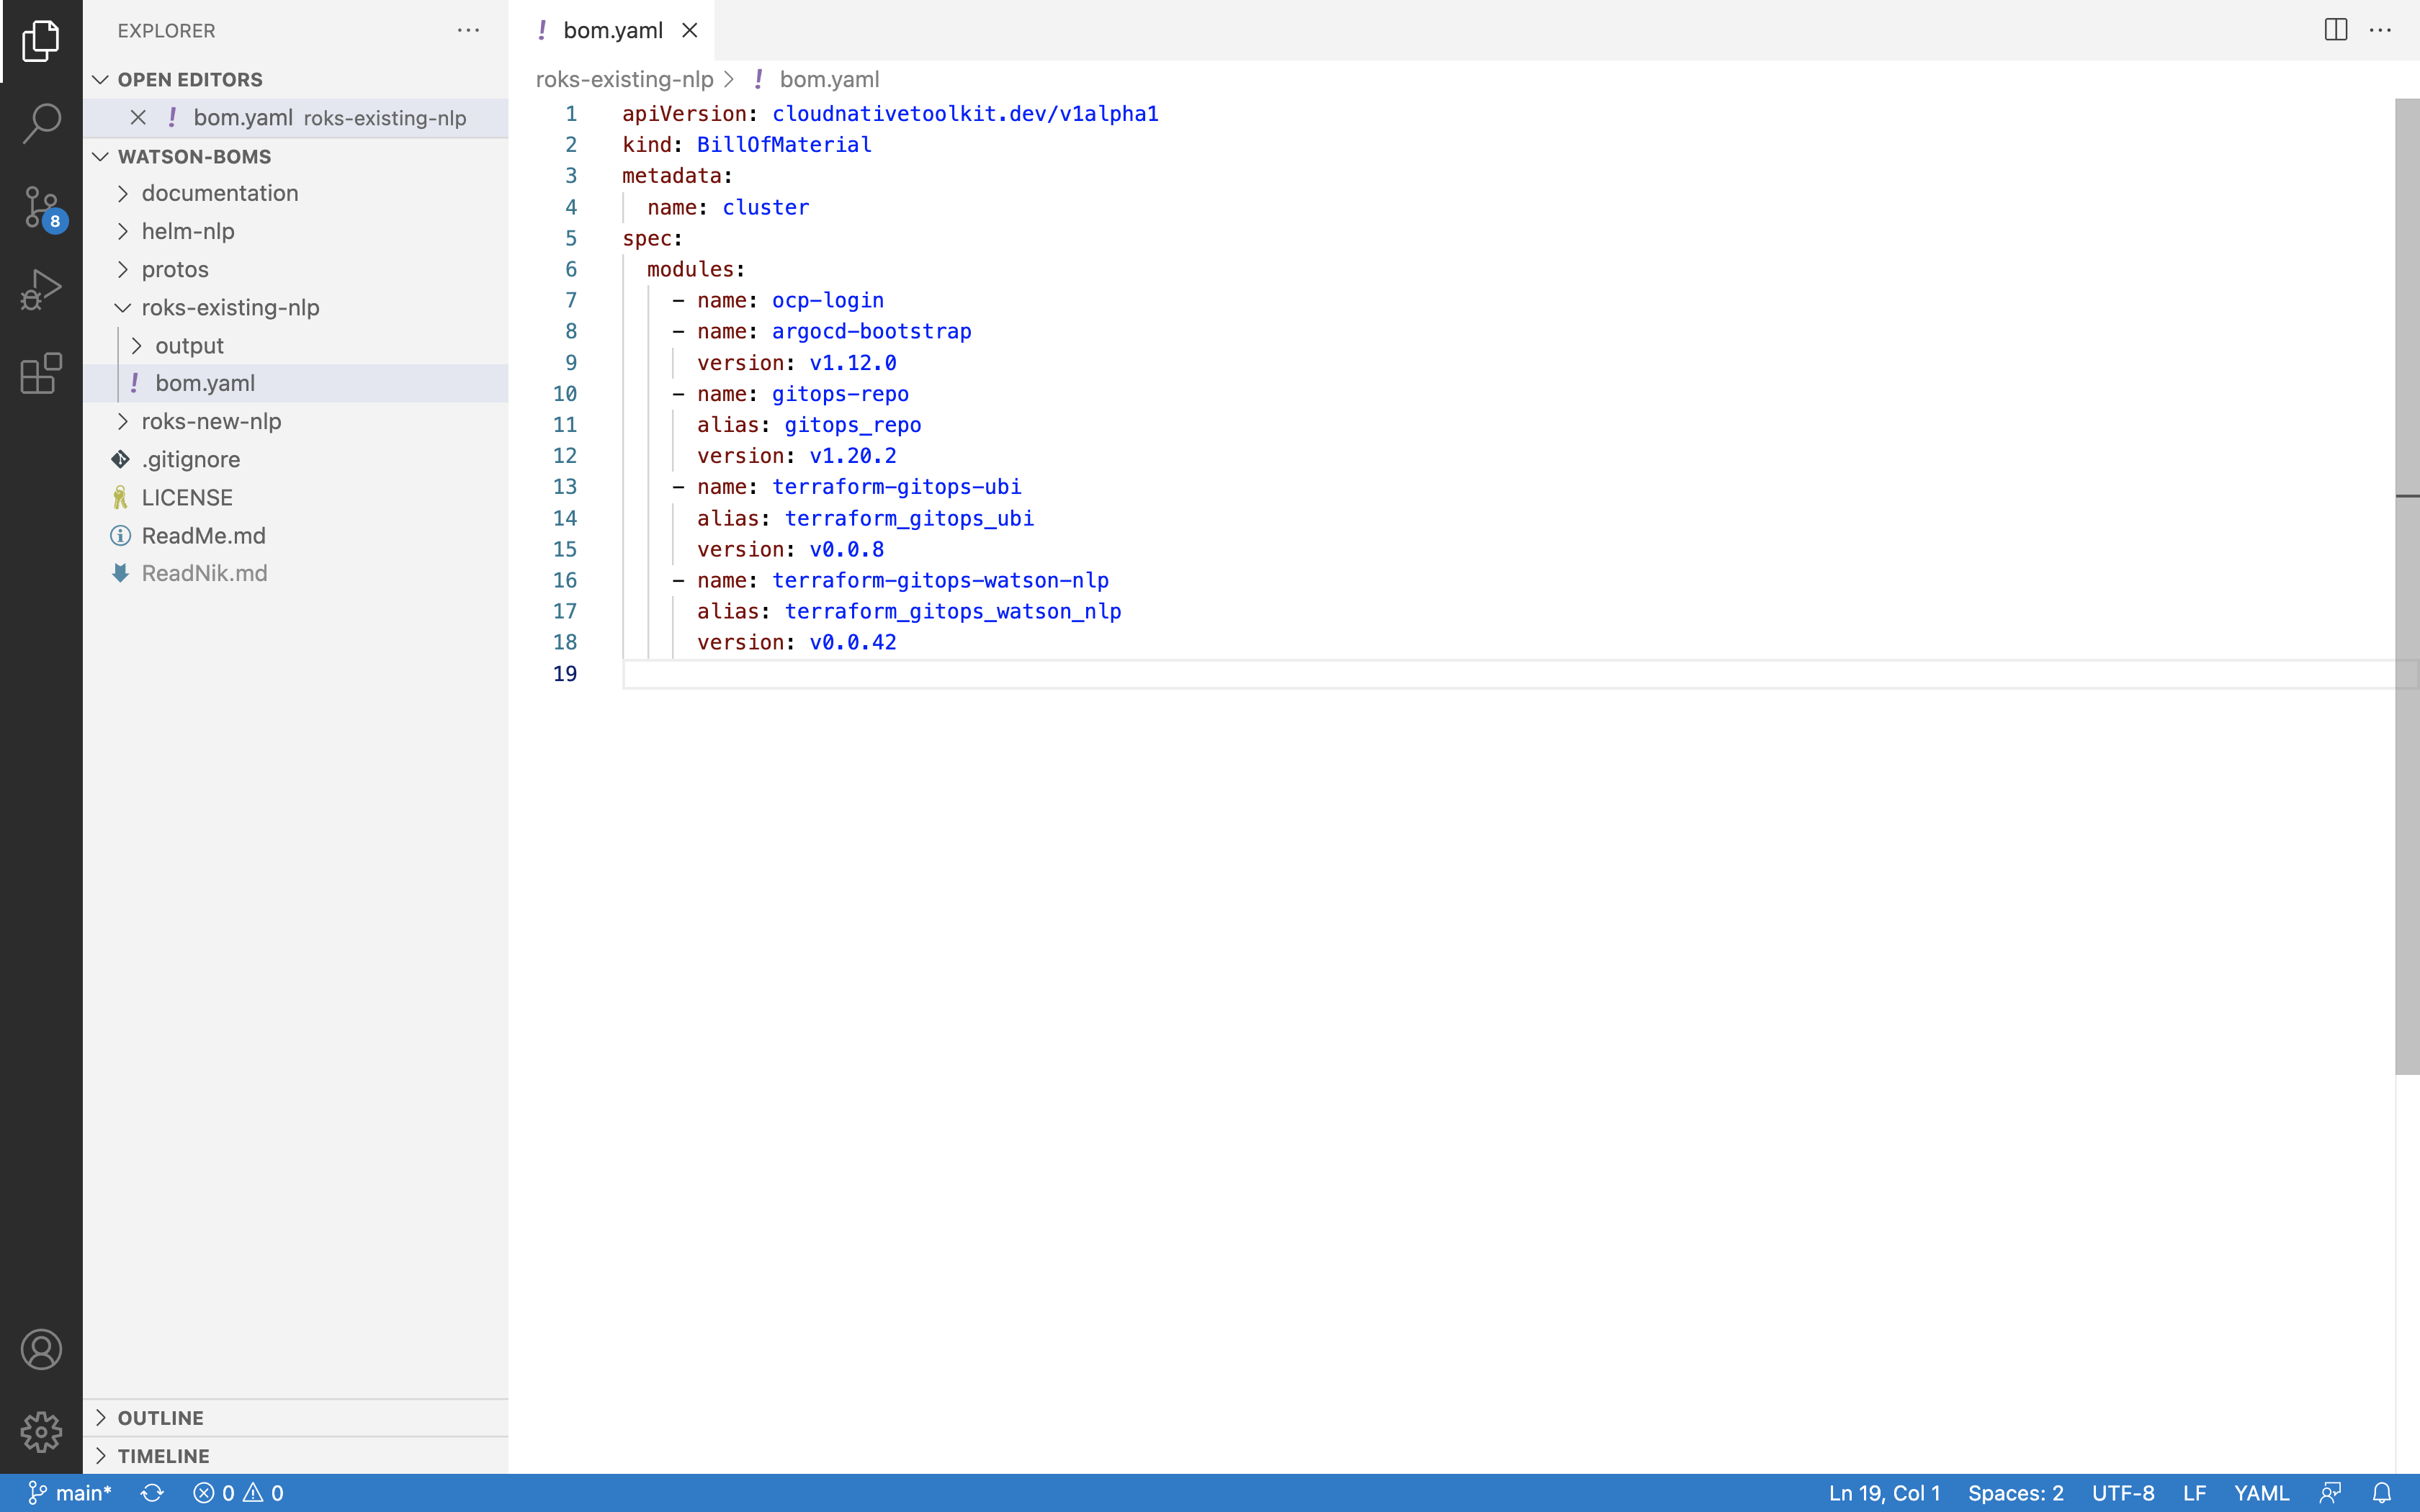 EXPLORER
OPEN EDITORS
bom.yaml roks-existing-nlp
WATSON-BOMS
documentation
helm-nlp
protos
roks-existing-nlp
output
bom.yaml
roks-new-nlp
.gitignore
LICENSE
ReadMe.md
ReadNik.md
OUTLINE
TIMELINE
8
bom.yaml
roks-existing-nlp > bom.yaml
1 apiVersion: cloudnativetoolkit.dev/v1alpha1
2 kind: BillOfMaterial
3 metadata:
4 name: cluster
5 spec:
6 modules:
7 - name: ocp-login
8 - name: argocd-bootstrap
9 version: v1.12.0
10 - name: gitops-repo
11 alias: gitops_repo
12 version: v1.20.2
13 - name: terraform-gitops-ubi
14 alias: terraform_gitops_ubi
15 version: v0.0.8
16 - name: terraform-gitops-watson-nlp
17 alias: terraform_gitops_watson_nlp
18 version: v0.0.42
19
main* 0 0 Ln 19, Col 1 Spaces: 2 UTF-8 LF YAML